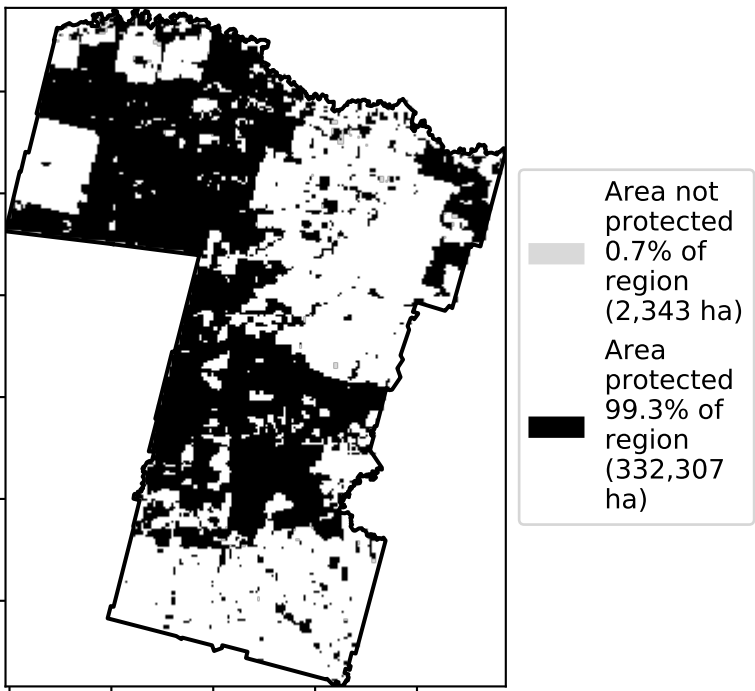 Area not
protected
0.7% of
region
(2,343 ha)
Area
protected
99.3% of
region
(332,307
ha)